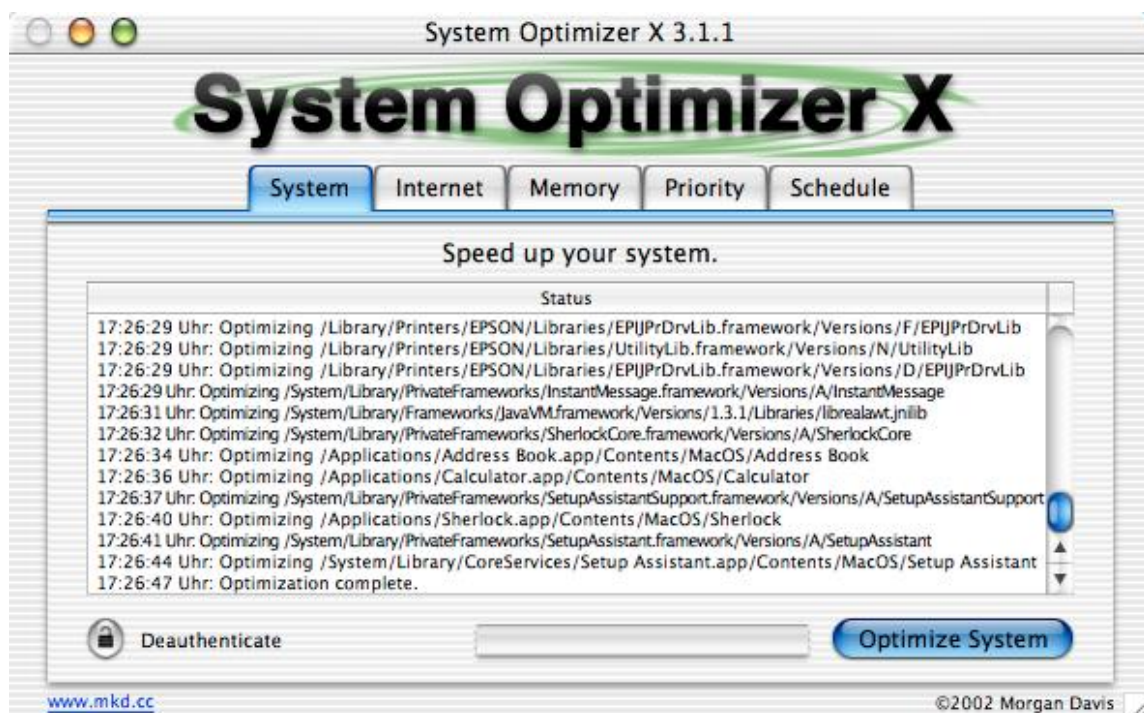 System Optimizer X 3.1.1
System Optimizer X
System Internet Memory Priority Schedule
Speed up your system.
Status
17:26:29 Uhr: Optimizing /Library/Printers/EPSON/Libraries/EPIJPrDrvLib.framework/Versions/F/EPIJPrDrvLib
17:26:29 Uhr: Optimizing /Library/Printers/EPSON/Libraries/UtilityLib.framework/Versions/N/UtilityLib
17:26:29 Uhr: Optimizing /Library/Printers/EPSON/Libraries/EPIJPrDrvLib.framework/Versions/D/EPIJPrDrvLib
17:26:29 Uhr: Optimizing /System/Library/PrivateFrameworks/InstantMessage.framework/Versions/A/InstantMessage
17:26:31 Uhr: Optimizing /System/Library/Frameworks/JavaVM.framework/Versions/1.3.1/Libraries/librealawt.jnilib
17:26:32 Uhr: Optimizing /System/Library/PrivateFrameworks/SherlockCore.framework/Versions/A/SherlockCore
17:26:34 Uhr: Optimizing /Applications/Address Book.app/Contents/MacOS/Address Book
17:26:36 Uhr: Optimizing /Applications/Calculator.app/Contents/MacOS/Calculator
17:26:37 Uhr: Optimizing /System/Library/PrivateFrameworks/SetupAssistantSupport.framework/Versions/A/SetupAssistantSupport
17:26:40 Uhr: Optimizing /Applications/Sherlock.app/Contents/MacOS/Sherlock
17:26:41 Uhr: Optimizing /System/Library/PrivateFrameworks/SetupAssistant.framework/Versions/A/SetupAssistant
17:26:44 Uhr: Optimizing /System/Library/CoreServices/Setup Assistant.app/Contents/MacOS/Setup Assistant
17:26:47 Uhr: Optimization complete.
Deauthenticate Optimize System
www.mkd.cc ©2002 Morgan Davis